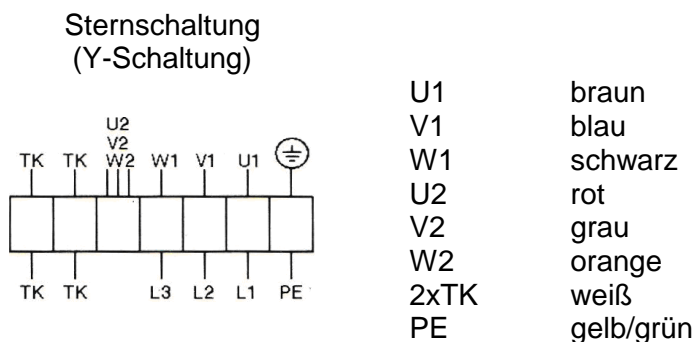 Sternschaltung
(Y-Schaltung)
U2
V2
TK TK W2 W1 V1 U1
TK TK L3 L2 L1 PE
U1 braun
V1 blau
W1 schwarz
U2 rot
V2 grau
W2 orange
2xTK weiß
PE gelb/grün